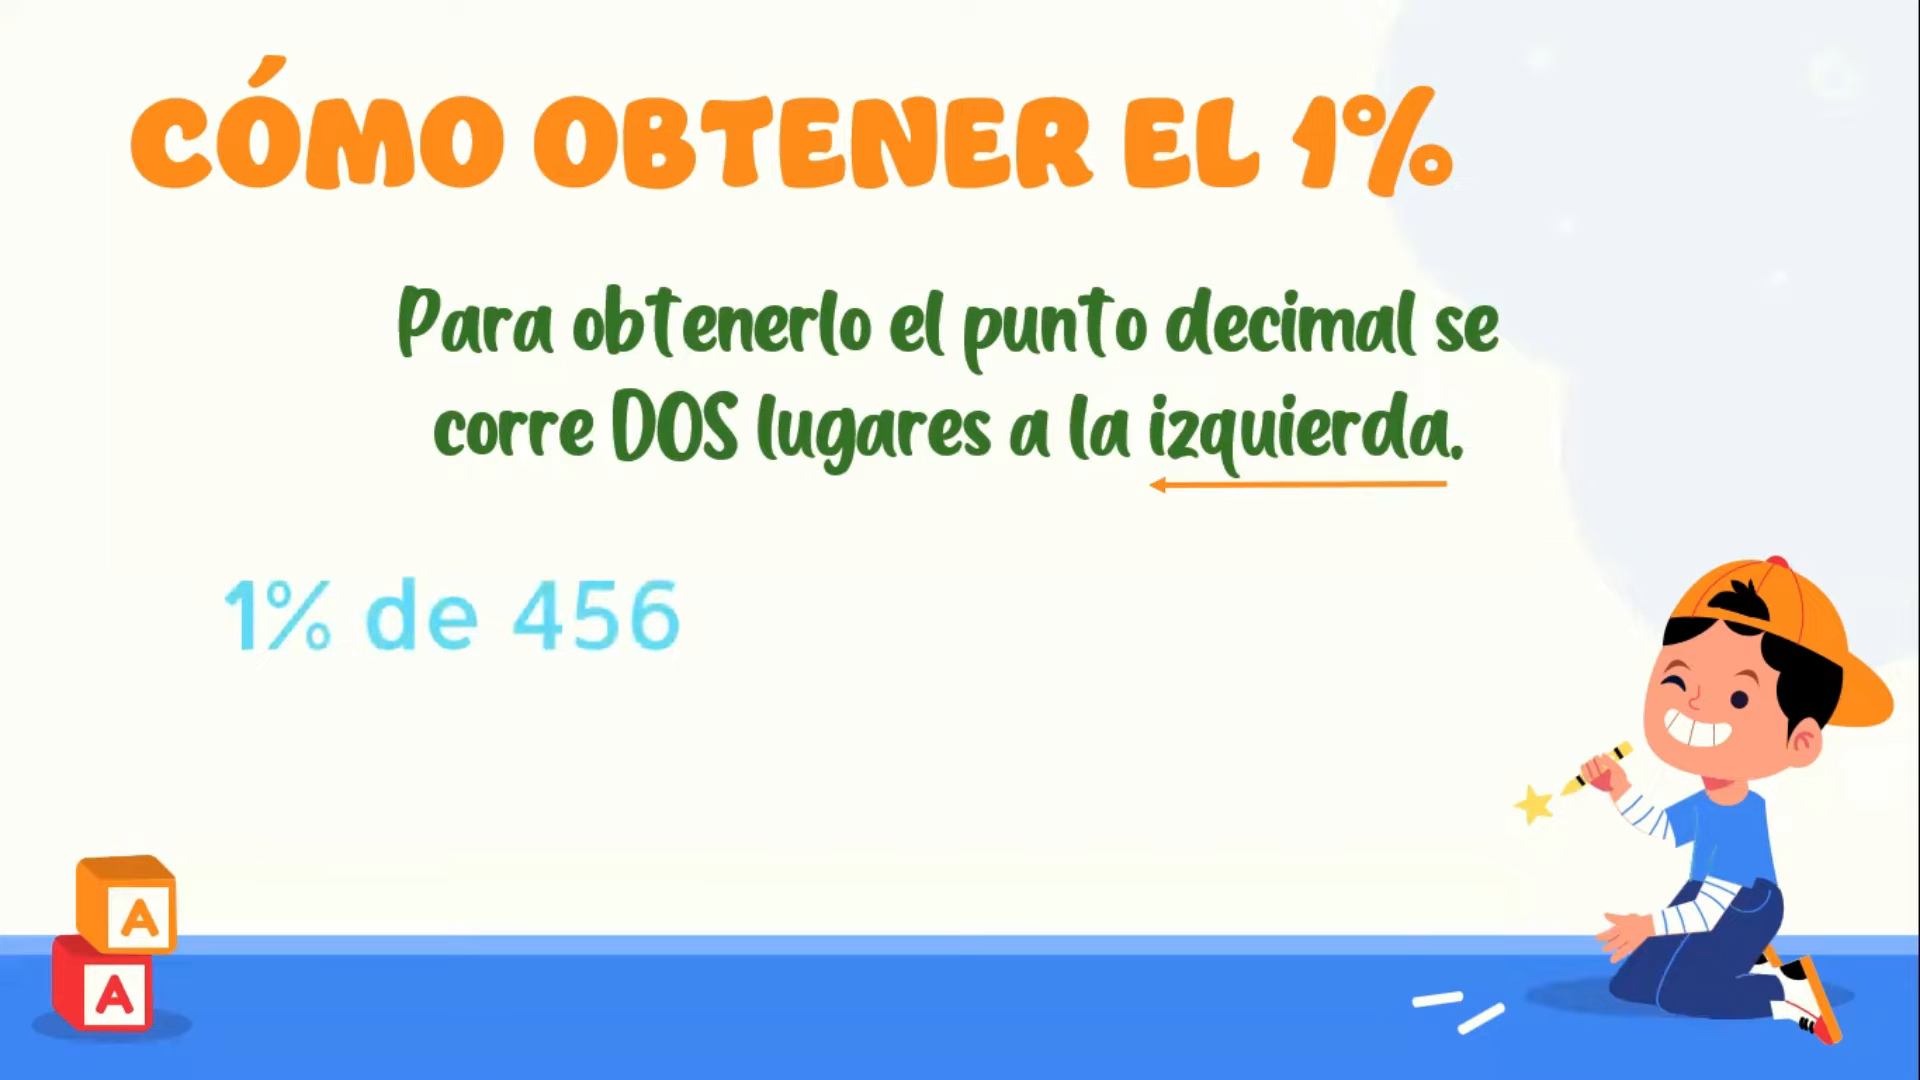 CÓMO OBTENER EL 1%
Para obtenerlo el punto decimal se
corre DOS lugares a la izquierda.
1% de 456
A
A